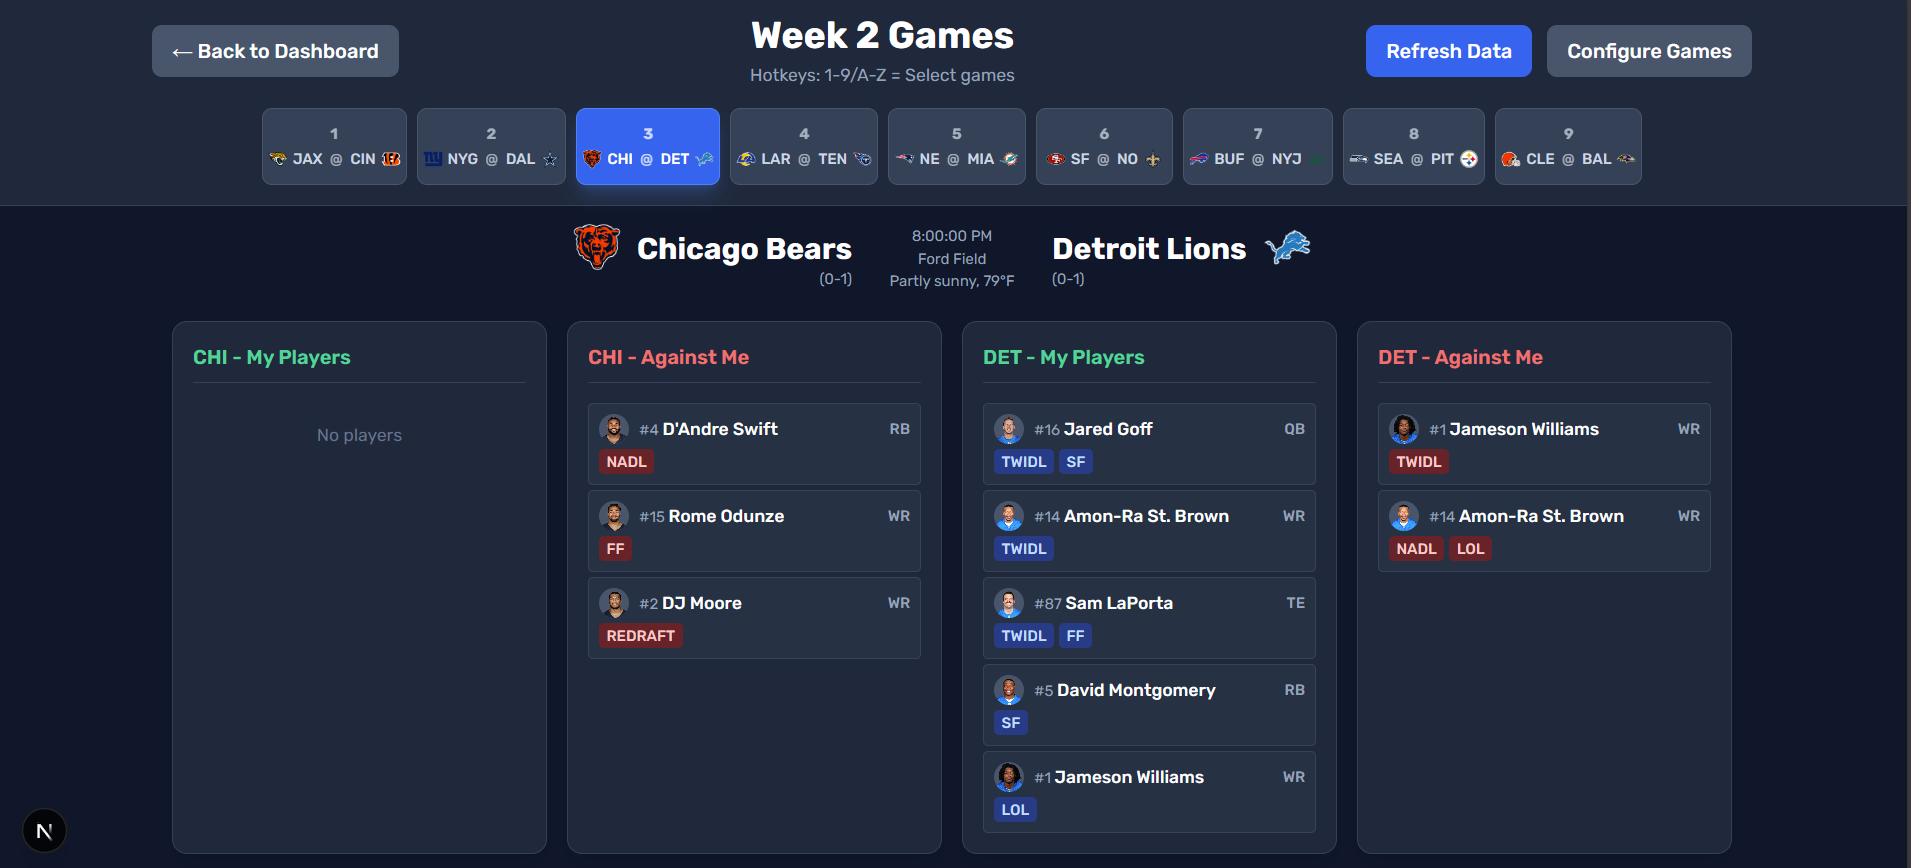 ← Back to Dashboard
Week 2 Games
Hotkeys: 1-9/A-Z = Select games
Refresh Data
Configure Games
1
JAX @ CIN
2
NYG @ DAL
3
CHI @ DET
4
LAR @ TEN
5
NE @ MIA
6
SF @ NO
7
BUF @ NYJ
8
SEA @ PIT
9
CLE @ BAL
Chicago Bears
(0-1)
8:00:00 PM
Ford Field
Partly sunny, 79°F
Detroit Lions
(0-1)
CHI - My Players
No players
CHI - Against Me
#4 D'Andre Swift RB
NADL
#15 Rome Odunze WR
FF
#2 DJ Moore WR
REDRAFT
DET - My Players
#16 Jared Goff QB
TWIDL SF
#14 Amon-Ra St. Brown WR
TWIDL
#87 Sam LaPorta TE
TWIDL FF
#5 David Montgomery RB
SF
#1 Jameson Williams WR
LOL
DET - Against Me
#1 Jameson Williams WR
TWIDL
#14 Amon-Ra St. Brown WR
NADL LOL
N